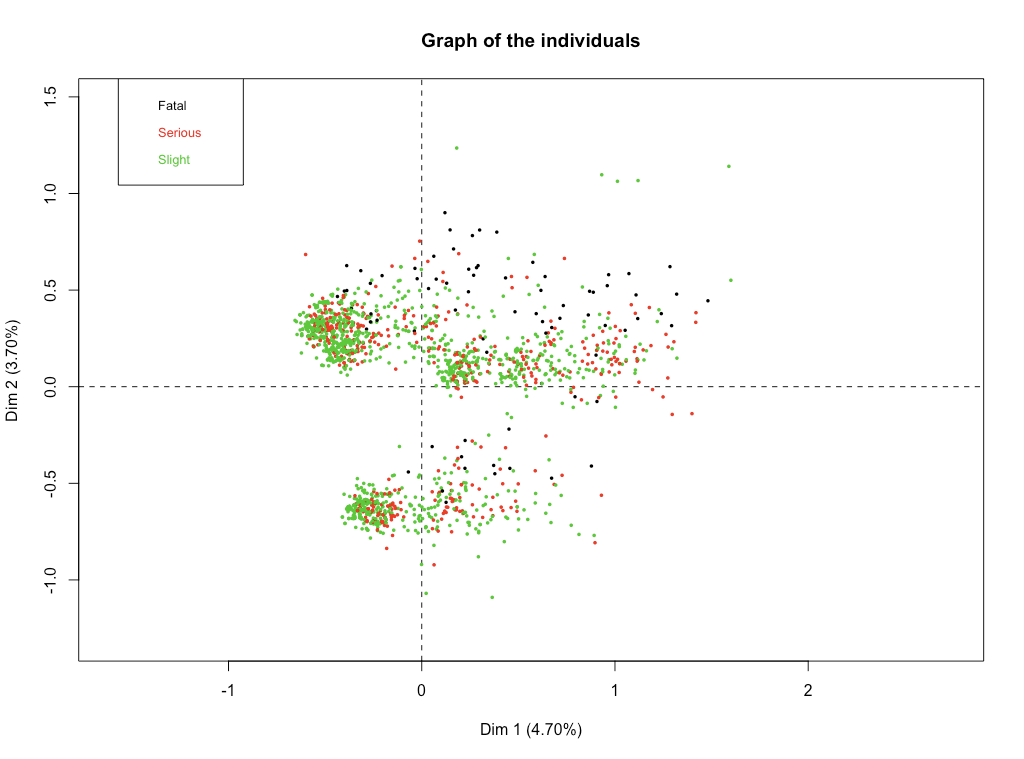 Graph of the individuals
Fatal
Serious
Slight
1.5
1.0
0.5
0.0
-0.5
-1.0
Dim 2 (3.70%)
-1
0
1
2
Dim 1 (4.70%)